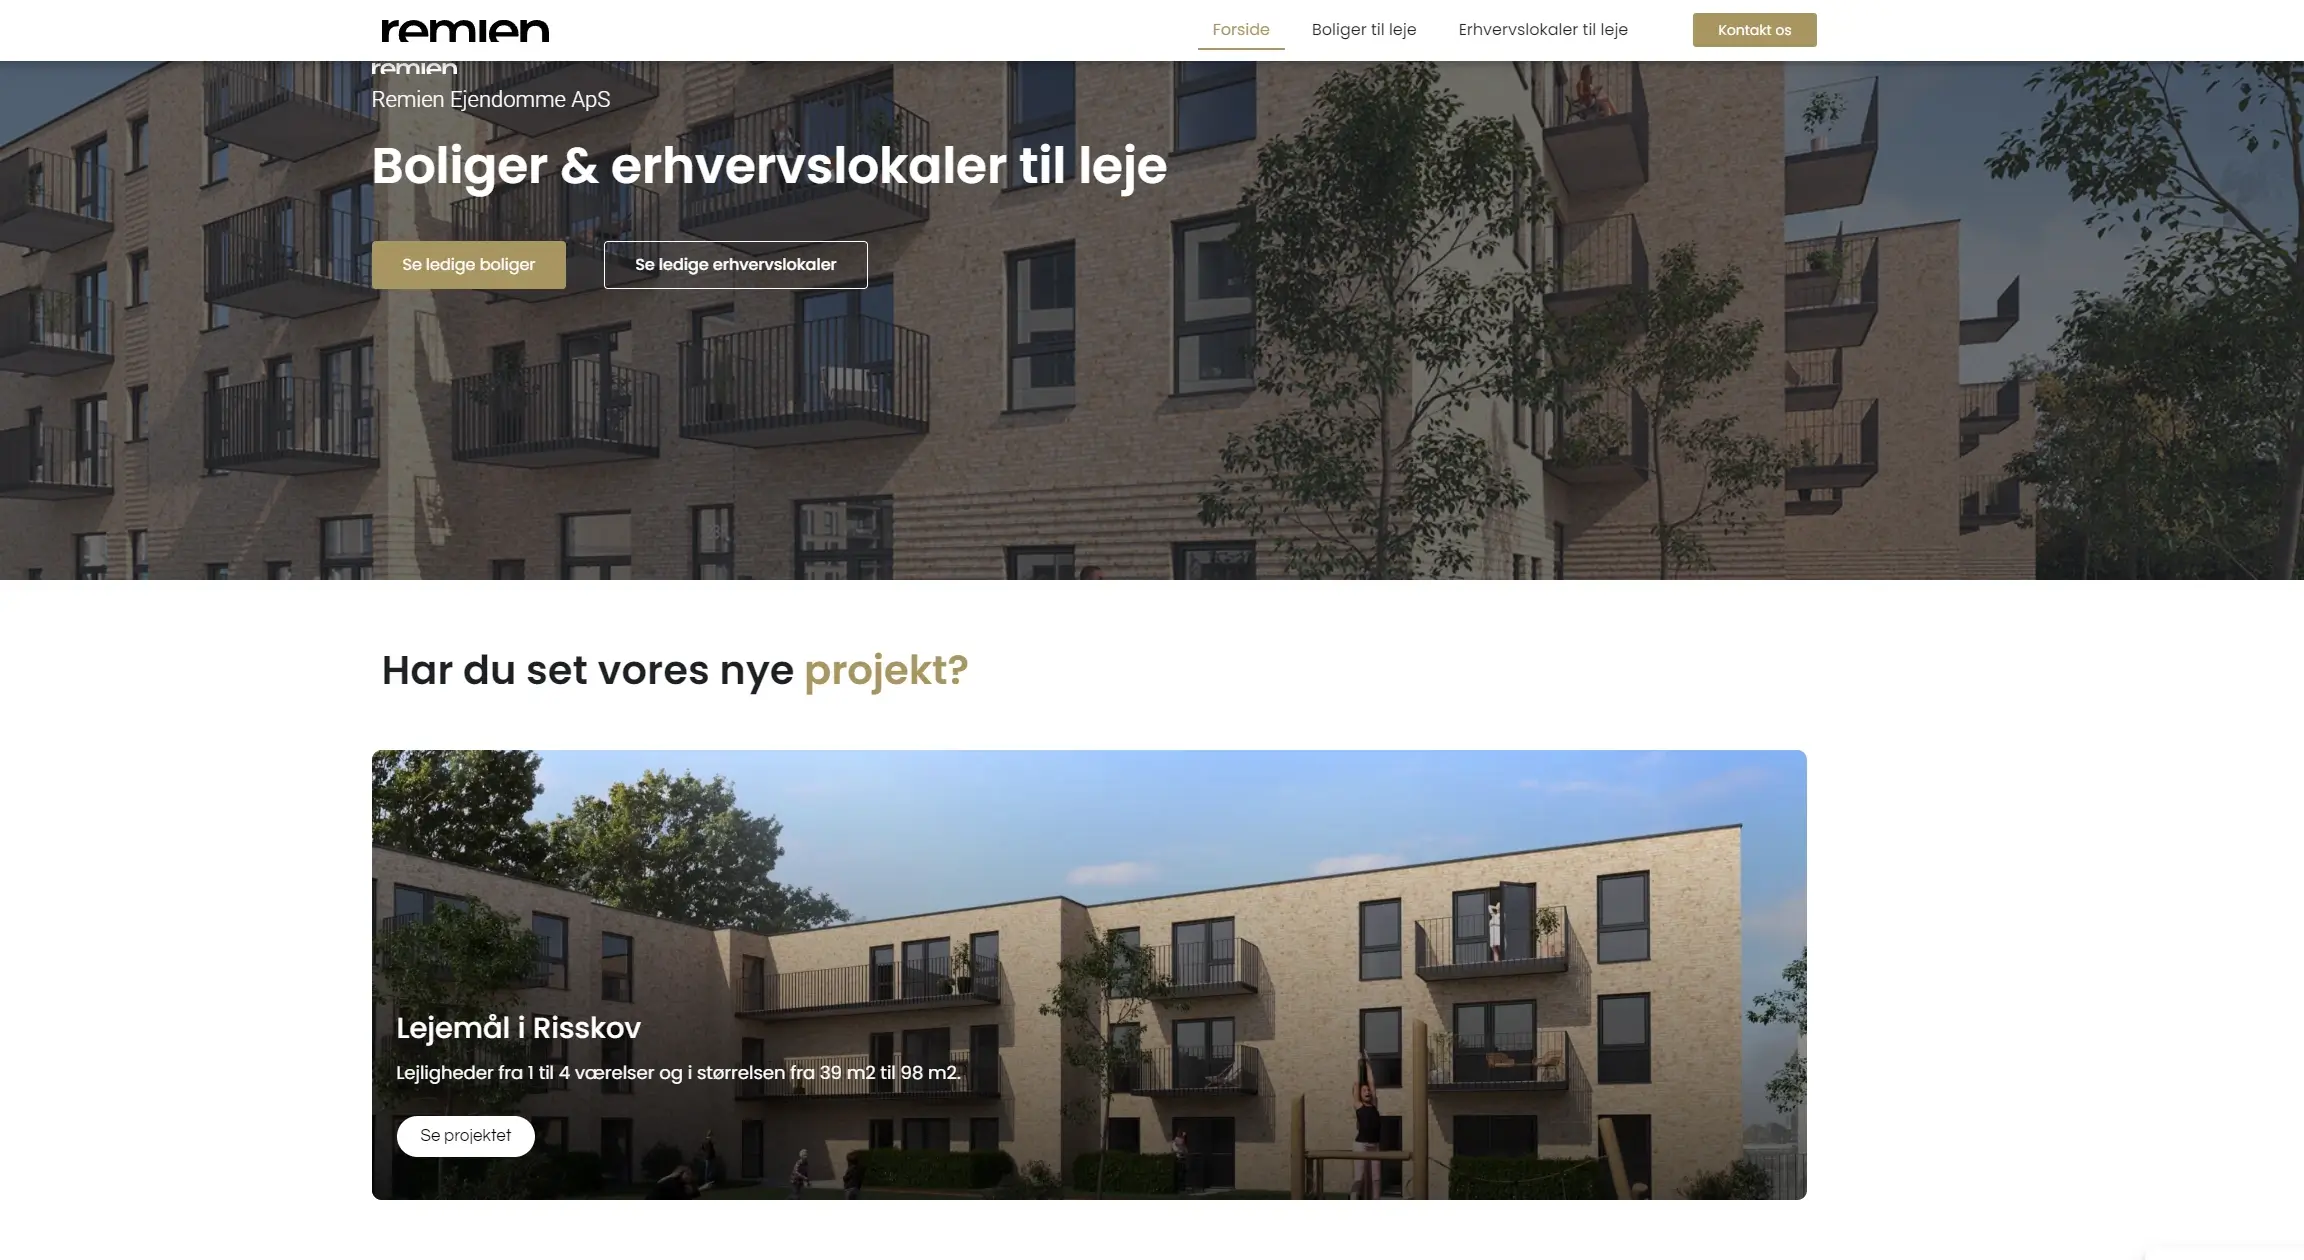 remien
Forside
Boliger til leje
Erhvervslokaler til leje
Kontakt os
remien
Remien Ejendomme ApS
Boliger & erhvervslokaler til leje
Se ledige boliger
Se ledige erhvervslokaler
Har du set vores nye projekt?
Lejemål i Risskov
Lejligheder fra 1 til 4 værelser og i størrelsen fra 39 m2 til 98 m2.
Se projektet